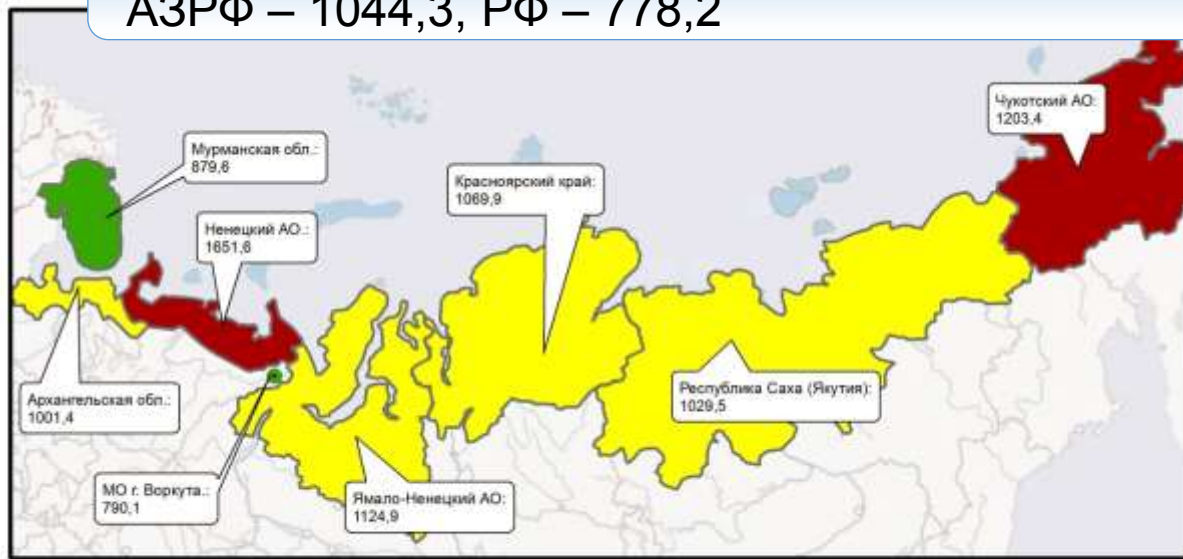 АЗРФ – 1044,3, РФ – 778,2
Чукотский АО:
1203,4
Мурманская обл.:
879,6
Красноярский край:
1069,9
Ненецкий АО.:
1651,6
Республика Саха (Якутия):
1029,5
Архангельская обл.:
1001,4
МО г. Воркута.:
790,1
Ямало-Ненецкий АО:
1124,9